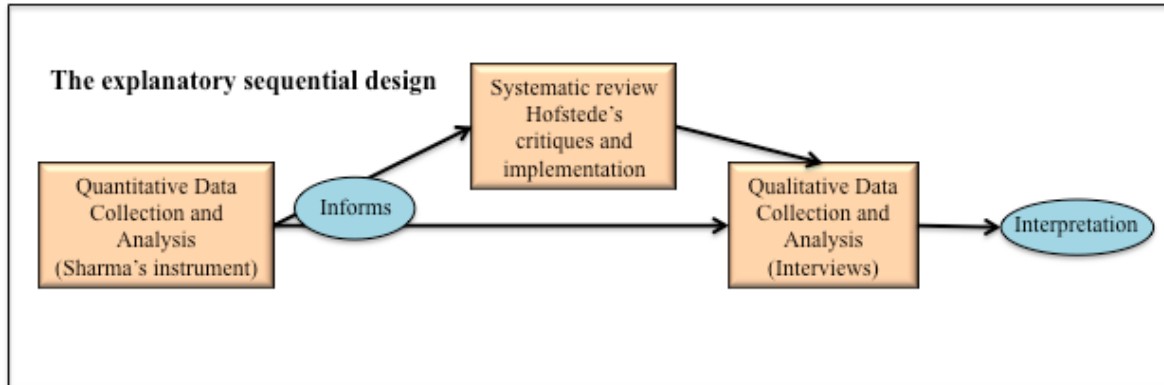 The explanatory sequential design
Systematic review
Hofstede's
critiques and
implementation
Quantitative Data
Collection and
Analysis
(Sharma's instrument)
Informs
Qualitative Data
Collection and
Analysis
(Interviews)
Interpretation